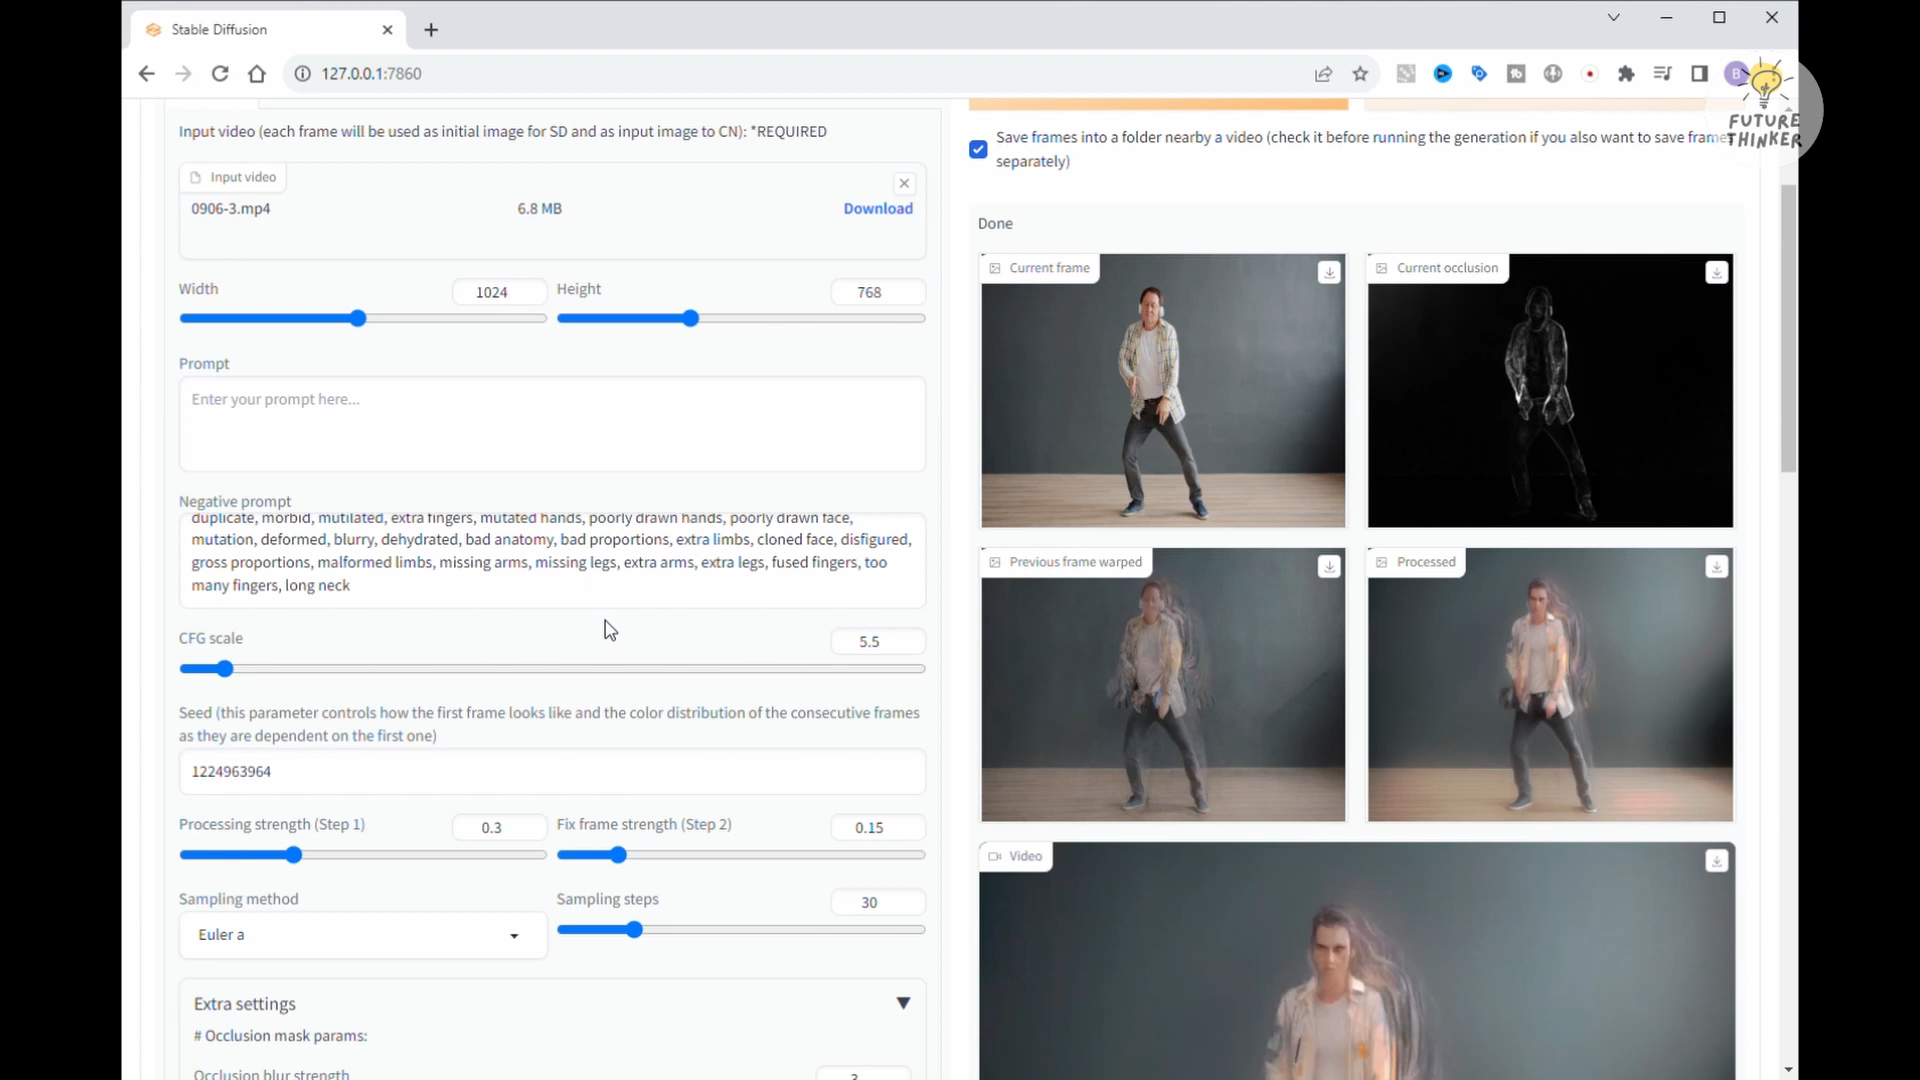 Stable Diffusion
127.0.0.1:7860
B
FUTURE
THINKER
Input video (each frame will be used as initial image for SD and as input image to CN): *REQUIRED
Input video
0906-3.mp4 6.8 MB Download
Width 1024 Height 768
Prompt
Enter your prompt here...
Negative prompt
duplicate, morbid, mutilated, extra fingers, mutated hands, poorly drawn hands, poorly drawn face,
mutation, deformed, blurry, dehydrated, bad anatomy, bad proportions, extra limbs, cloned face, disfigured,
gross proportions, malformed limbs, missing arms, missing legs, extra arms, extra legs, fused fingers, too
many fingers, long neck
CFG scale 5.5
Seed (this parameter controls how the first frame looks like and the color distribution of the consecutive frames
as they are dependent on the first one)
1224963964
Processing strength (Step 1) 0.3 Fix frame strength (Step 2) 0.15
Sampling method Sampling steps 30
Euler a
Extra settings
# Occlusion mask params:
Occlusion blur strength 3
Save frames into a folder nearby a video (check it before running the generation if you also want to save frames
separately)
Done
Current frame
Current occlusion
Previous frame warped
Processed
Video